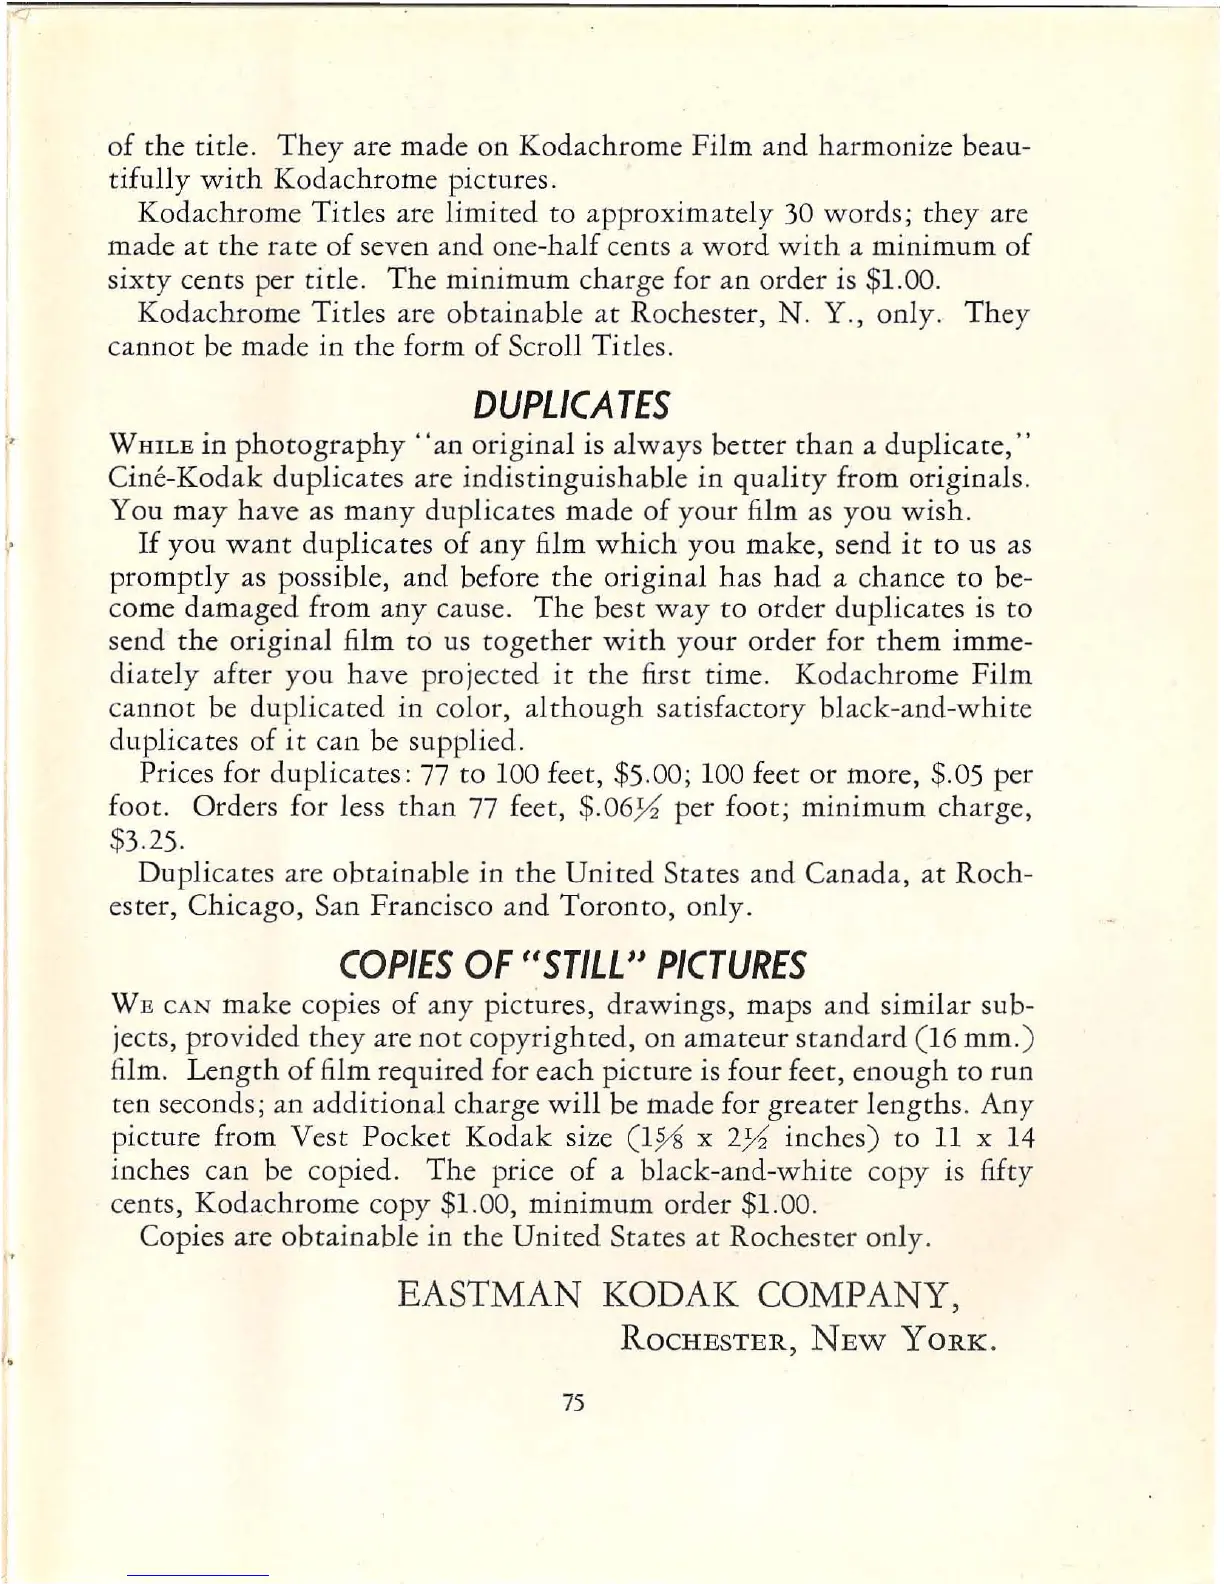 of the title. They are made on Kodachrome Film and harmonize beau-
tifully with Kodachrome pictures.
Kodachrome Titles are limited to approximately 30 words; they are
made at the rate of seven and one-half cents a word with a minimum of
sixty cents per title. The minimum charge for an order is $1.00.
Kodachrome Titles are obtainable at Rochester, N. Y., only. They
cannot be made in the form of Scroll Titles.
DUPLICATES
WHILE in photography "an original is always better than a duplicate,"
Ciné-Kodak duplicates are indistinguishable in quality from originals.
You may have as many duplicates made of your film as you wish.
If you want duplicates of any film which you make, send it to us as
promptly as possible, and before the original has had a chance to be-
come damaged from any cause. The best way to order duplicates is to
send the original film to us together with your order for them imme-
diately after you have projected it the first time. Kodachrome Film
cannot be duplicated in color, although satisfactory black-and-white
duplicates of it can be supplied.
Prices for duplicates: 77 to 100 feet, $5.00; 100 feet or more, $.05 per
foot. Orders for less than 77 feet, $.06½ per foot; minimum charge,
$3.25.
Duplicates are obtainable in the United States and Canada, at Roch-
ester, Chicago, San Francisco and Toronto, only.
COPIES OF "STILL" PICTURES
WE CAN make copies of any pictures, drawings, maps and similar sub-
jects, provided they are not copyrighted, on amateur standard (16 mm.)
film. Length of film required for each picture is four feet, enough to run
ten seconds; an additional charge will be made for greater lengths. Any
picture from Vest Pocket Kodak size (1⅝ x 2½ inches) to 11 x 14
inches can be copied. The price of a black-and-white copy is fifty
cents, Kodachrome copy $1.00, minimum order $1.00.
Copies are obtainable in the United States at Rochester only.
EASTMAN KODAK COMPANY,
ROCHESTER, NEW YORK.
75